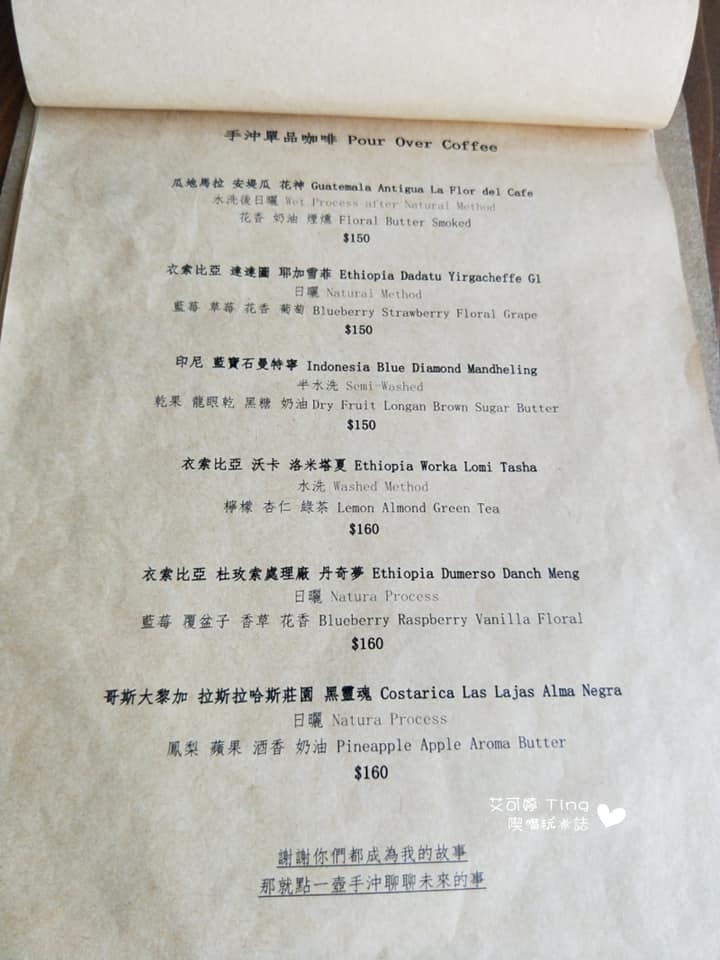 手沖單品咖啡 Pour Over Coffee
瓜地馬拉 安堤瓜 花神 Guatemala Antigua La Flor del Cafe
水洗後日曬 Wet Process after Natural Method
花香 奶油 煙燻 Floral Butter Smoked
$150
衣索比亞 達達圖 耶加雪菲 Ethiopia Dadatu Yirgacheffe G1
日曬 Natural Method
藍莓 草莓 花香 葡萄 Blueberry Strawberry Floral Grape
$150
印尼 藍寶石曼特寧 Indonesia Blue Diamond Mandheling
半水洗 Semi-Washed
乾果 龍眼乾 黑糖 奶油 Dry Fruit Longan Brown Sugar Butter
$150
衣索比亞 沃卡 洛米塔夏 Ethiopia Worka Lomi Tasha
水洗 Washed Method
檸檬 杏仁 綠茶 Lemon Almond Green Tea
$160
衣索比亞 杜玫索處理廠 丹奇夢 Ethiopia Dumerso Danch Meng
日曬 Natura Process
藍莓 覆盆子 香草 花香 Blueberry Raspberry Vanilla Floral
$160
哥斯大黎加 拉斯拉哈斯莊園 黑靈魂 Costarica Las Lajas Alma Negra
日曬 Natura Process
鳳梨 蘋果 酒香 奶油 Pineapple Apple Aroma Butter
$160
艾可婷 Ting
喫喝玩米誌
謝謝你們都成為我的故事
那就點一壺手沖聊聊未來的事